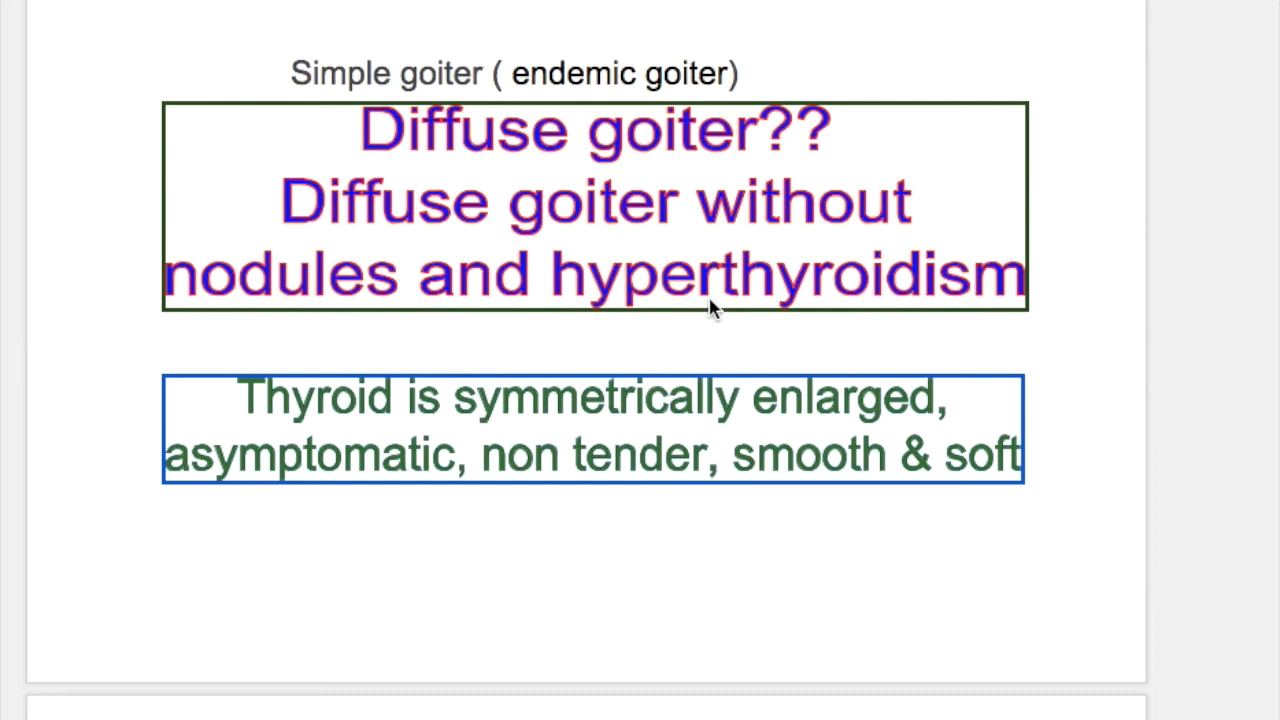 Simple goiter ( endemic goiter)
Diffuse goiter??
Diffuse goiter without
nodules and hyperthyroidism
Thyroid is symmetrically enlarged,
asymptomatic, non tender, smooth & soft